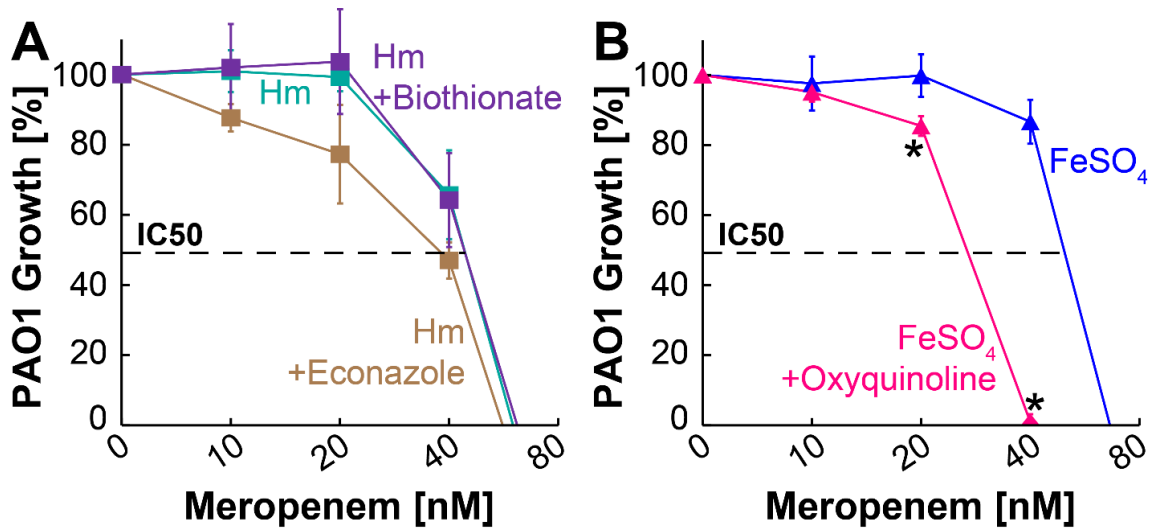 A
PAO1 Growth [%]
100
80
60
40
20
0
Hm
+Biothionate
Hm
IC50
Hm
+Econazole
0
10
20
40
80
Meropenem [nM]
B
PAO1 Growth [%]
100
80
60
40
20
0
FeSO₄
*
IC50
FeSO₄
+Oxyquinoline
*
0
10
20
40
80
Meropenem [nM]